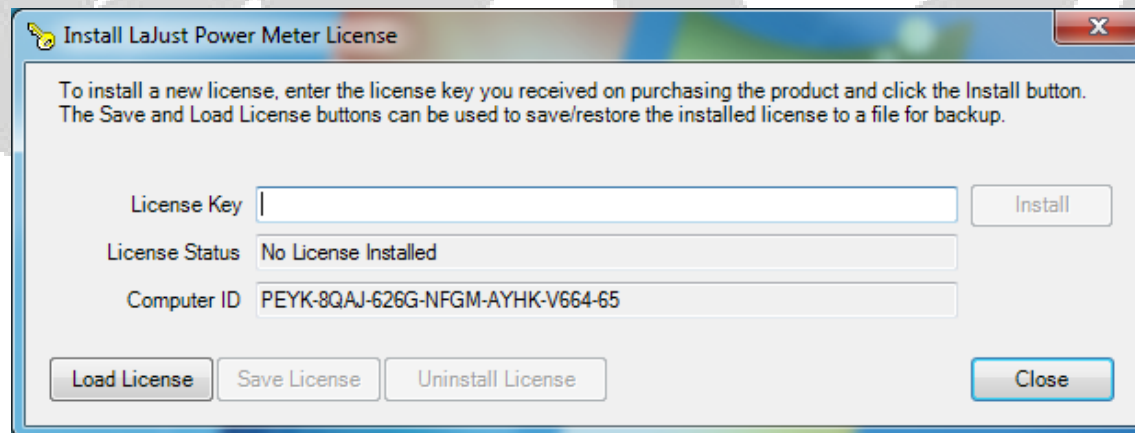 Install LaJust Power Meter License
To install a new license, enter the license key you received on purchasing the product and click the Install button.
The Save and Load License buttons can be used to save/restore the installed license to a file for backup.
License Key
Install
License Status No License Installed
Computer ID PEYK-8QAJ-626G-NFGM-AYHK-V664-65
Load License Save License Uninstall License Close